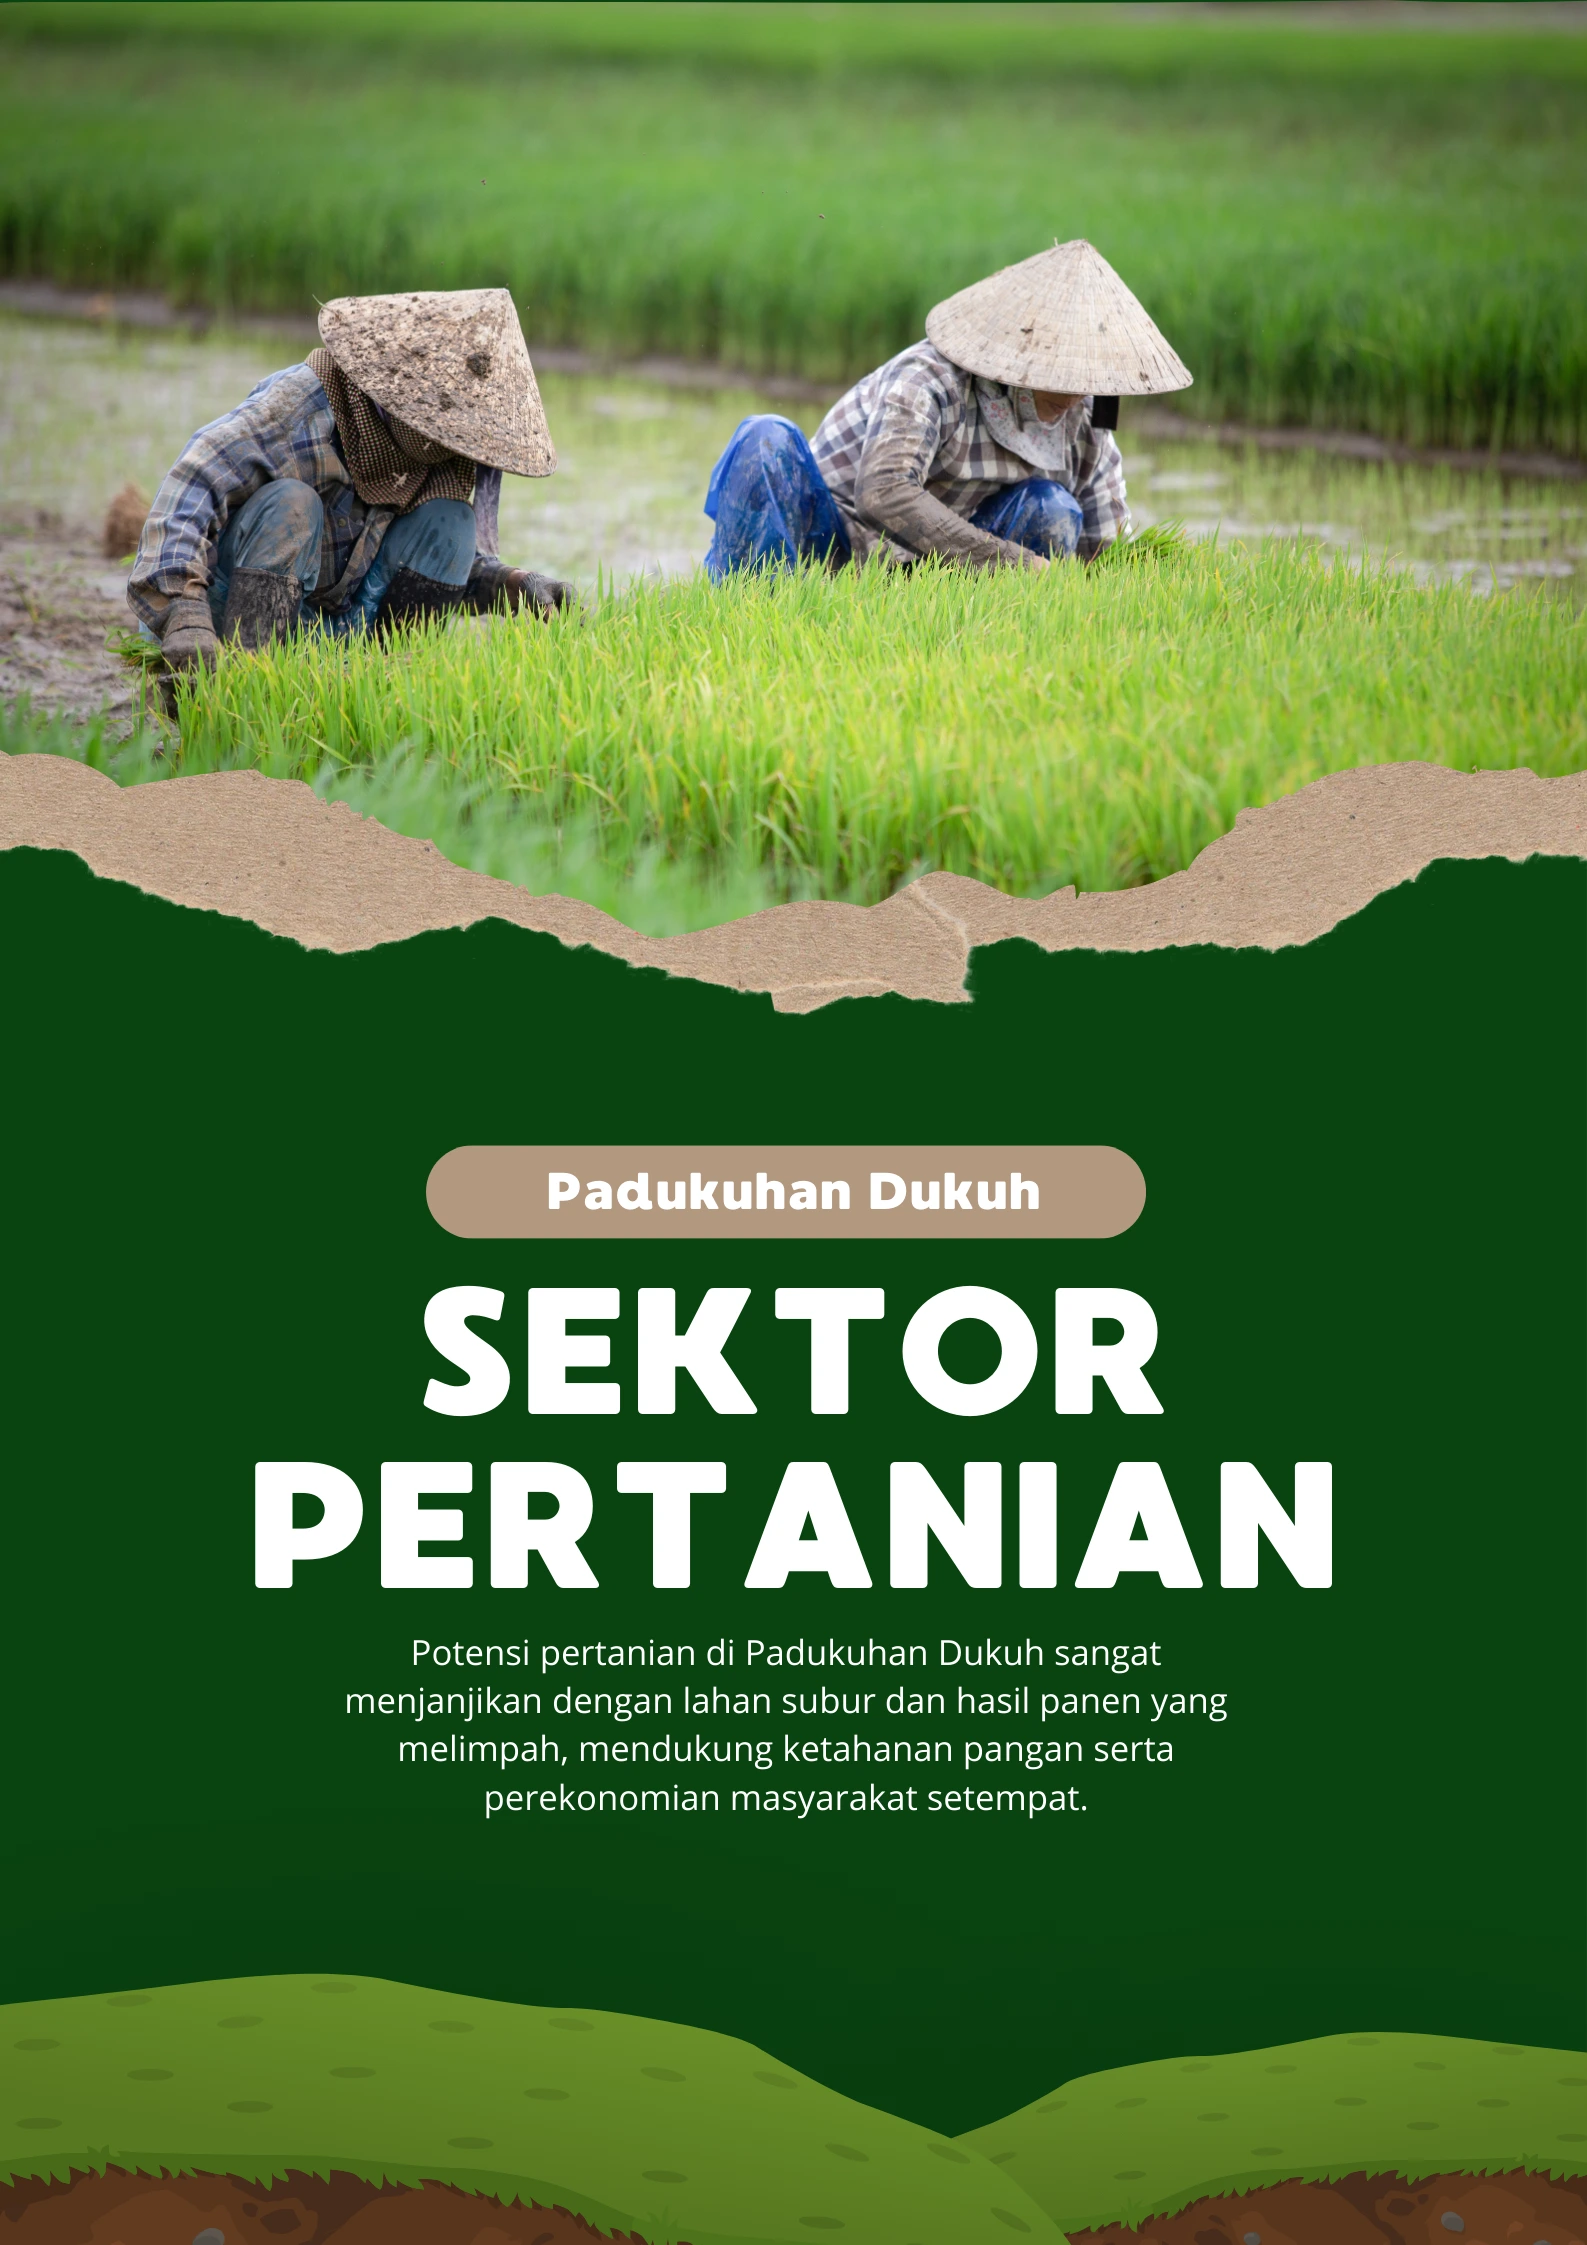 Padukuhan Dukuh
SEKTOR
PERTANIAN
Potensi pertanian di Padukuhan Dukuh sangat
menjanjikan dengan lahan subur dan hasil panen yang
melimpah, mendukung ketahanan pangan serta
perekonomian masyarakat setempat.